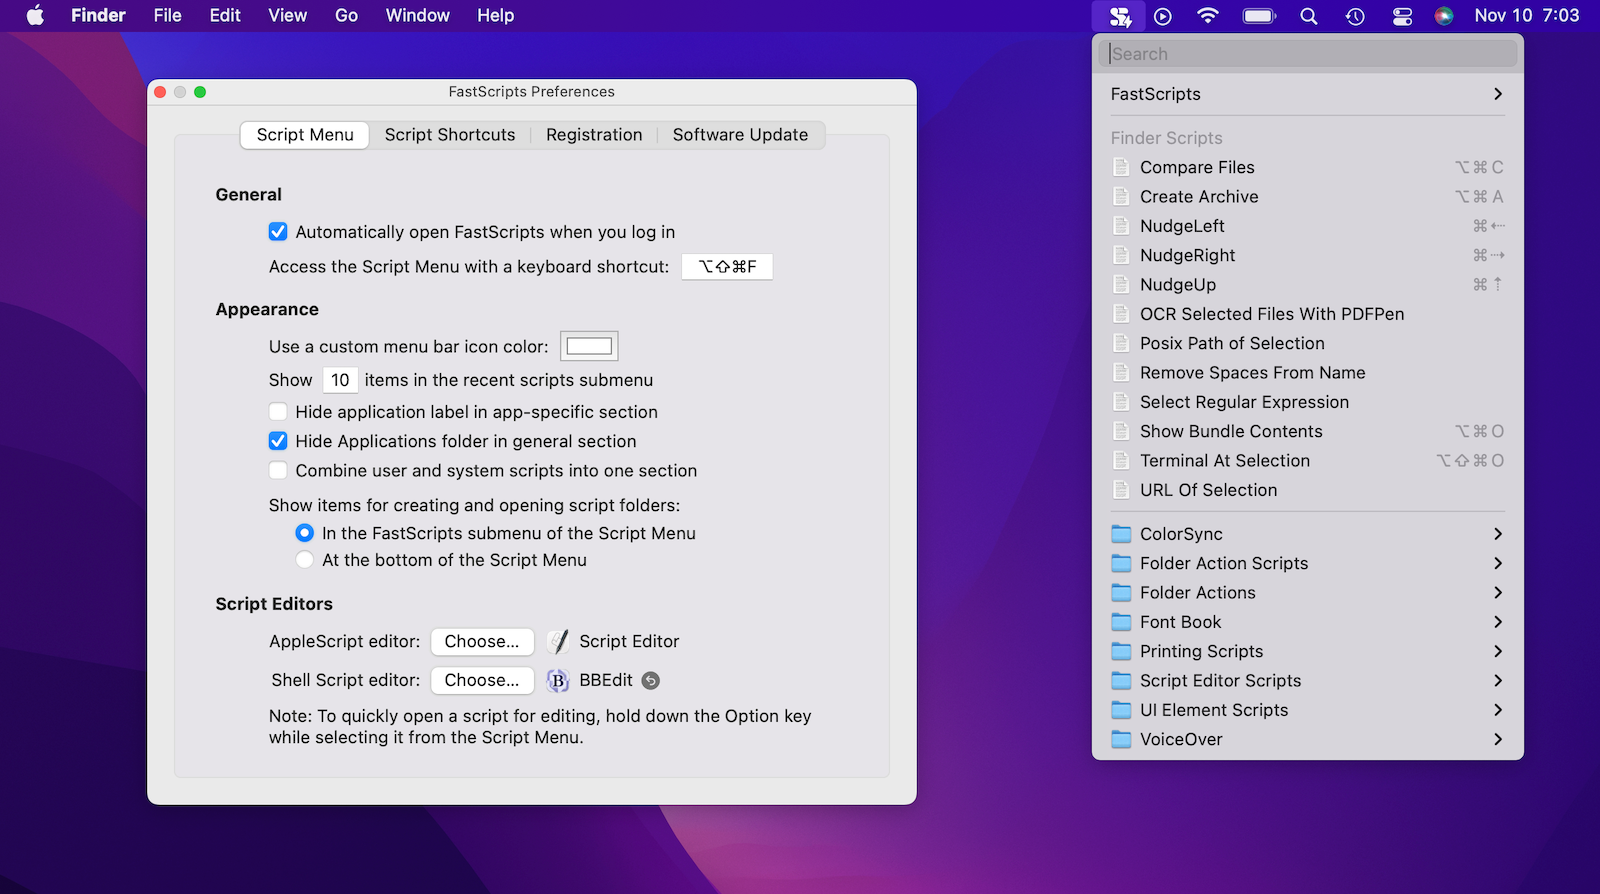 Finder File Edit View Go Window Help Nov 10 7:03
FastScripts Preferences
Script Menu Script Shortcuts Registration Software Update
General
Automatically open FastScripts when you log in
Access the Script Menu with a keyboard shortcut: ⌥⇧⌘F
Appearance
Use a custom menu bar icon color:
Show 10 items in the recent scripts submenu
Hide application label in app-specific section
Hide Applications folder in general section
Combine user and system scripts into one section
Show items for creating and opening script folders:
In the FastScripts submenu of the Script Menu
At the bottom of the Script Menu
Script Editors
AppleScript editor: Choose... Script Editor
Shell Script editor: Choose... B BBEdit
Note: To quickly open a script for editing, hold down the Option key
while selecting it from the Script Menu.
Search
FastScripts
Finder Scripts
Compare Files ⌥⌘C
Create Archive ⌥⌘A
NudgeLeft ⌘⇠
NudgeRight ⌘⇢
NudgeUp ⌘⇡
OCR Selected Files With PDFPen
Posix Path of Selection
Remove Spaces From Name
Select Regular Expression
Show Bundle Contents ⌥⌘O
Terminal At Selection ⌥⇧⌘O
URL Of Selection
ColorSync
Folder Action Scripts
Folder Actions
Font Book
Printing Scripts
Script Editor Scripts
UI Element Scripts
VoiceOver